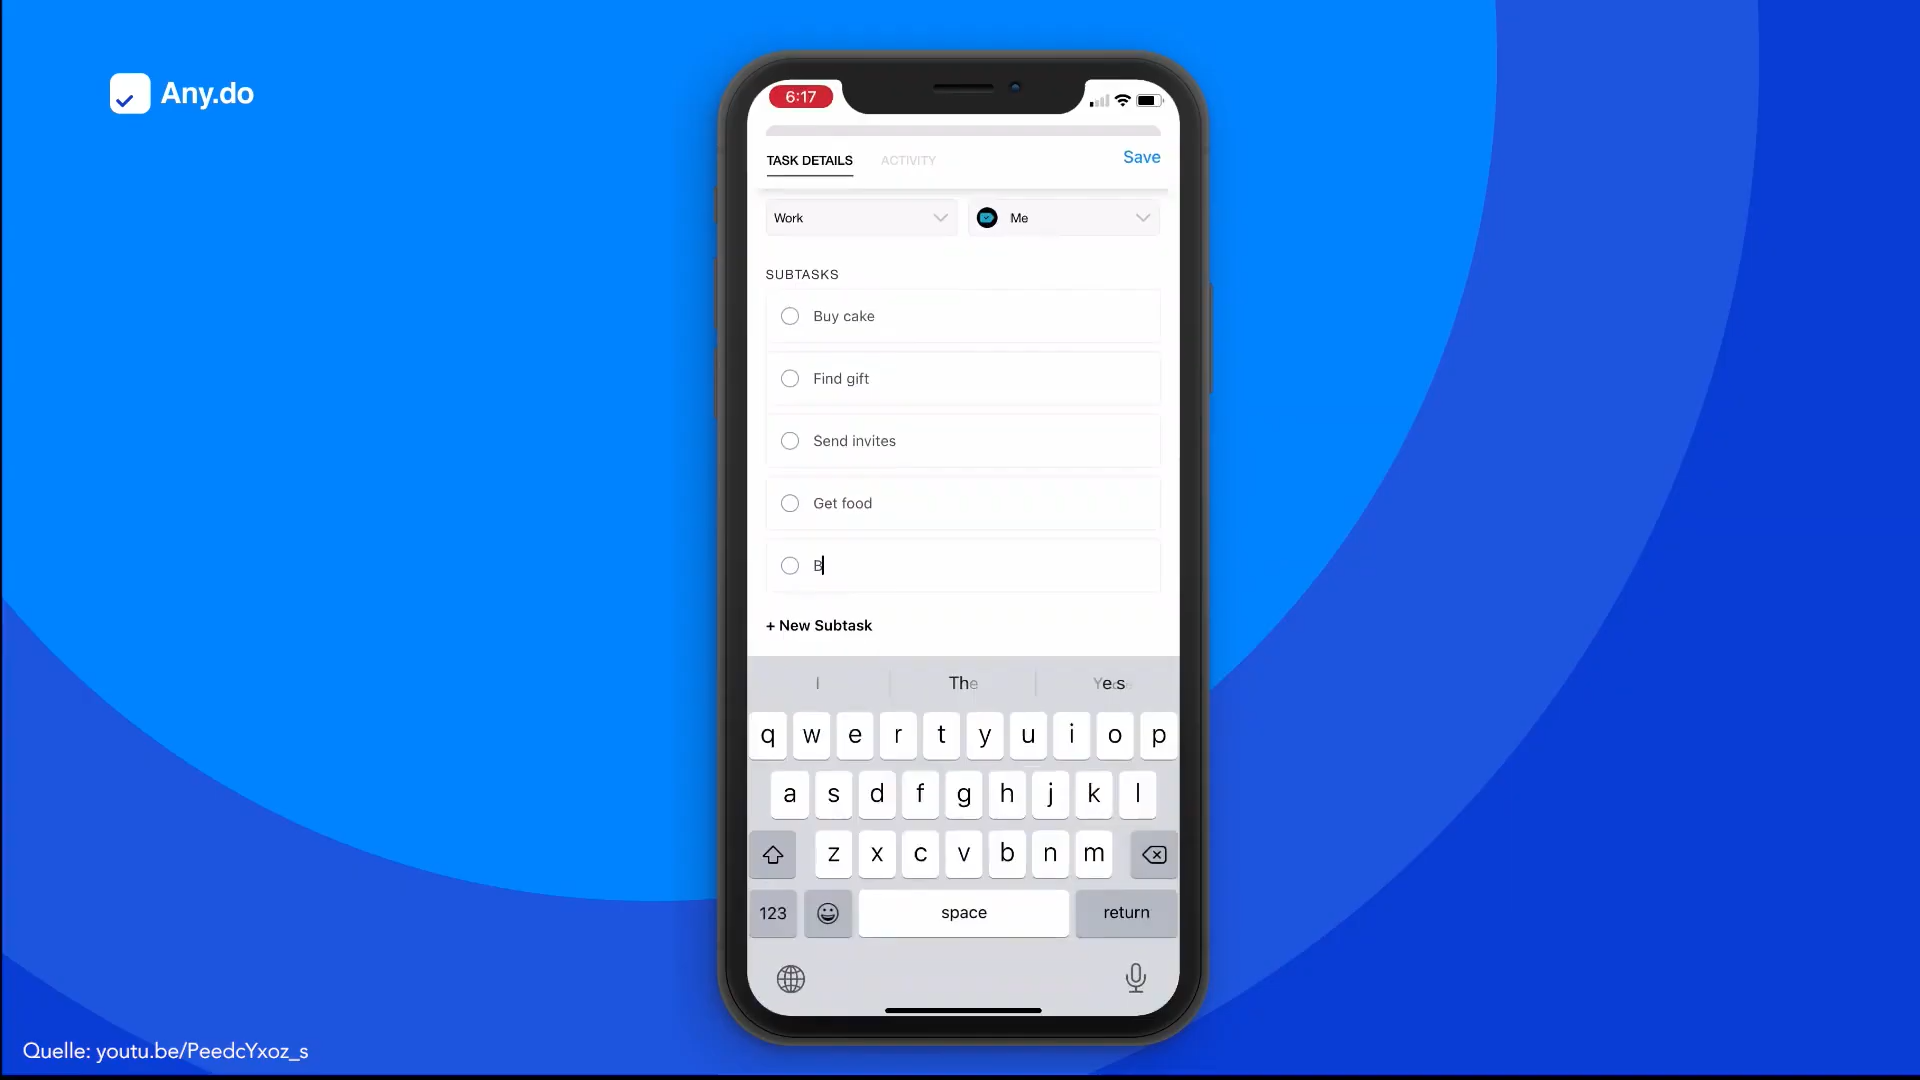 Any.do
6:17
TASK DETAILS ACTIVITY Save
Work Me
SUBTASKS
Buy cake
Find gift
Send invites
Get food
B
+ New Subtask
I The Yes
q w e r t y u i o p
a s d f g h j k l
z x c v b n m
123 space return
Quelle: youtu.be/PeedcYxoz_s